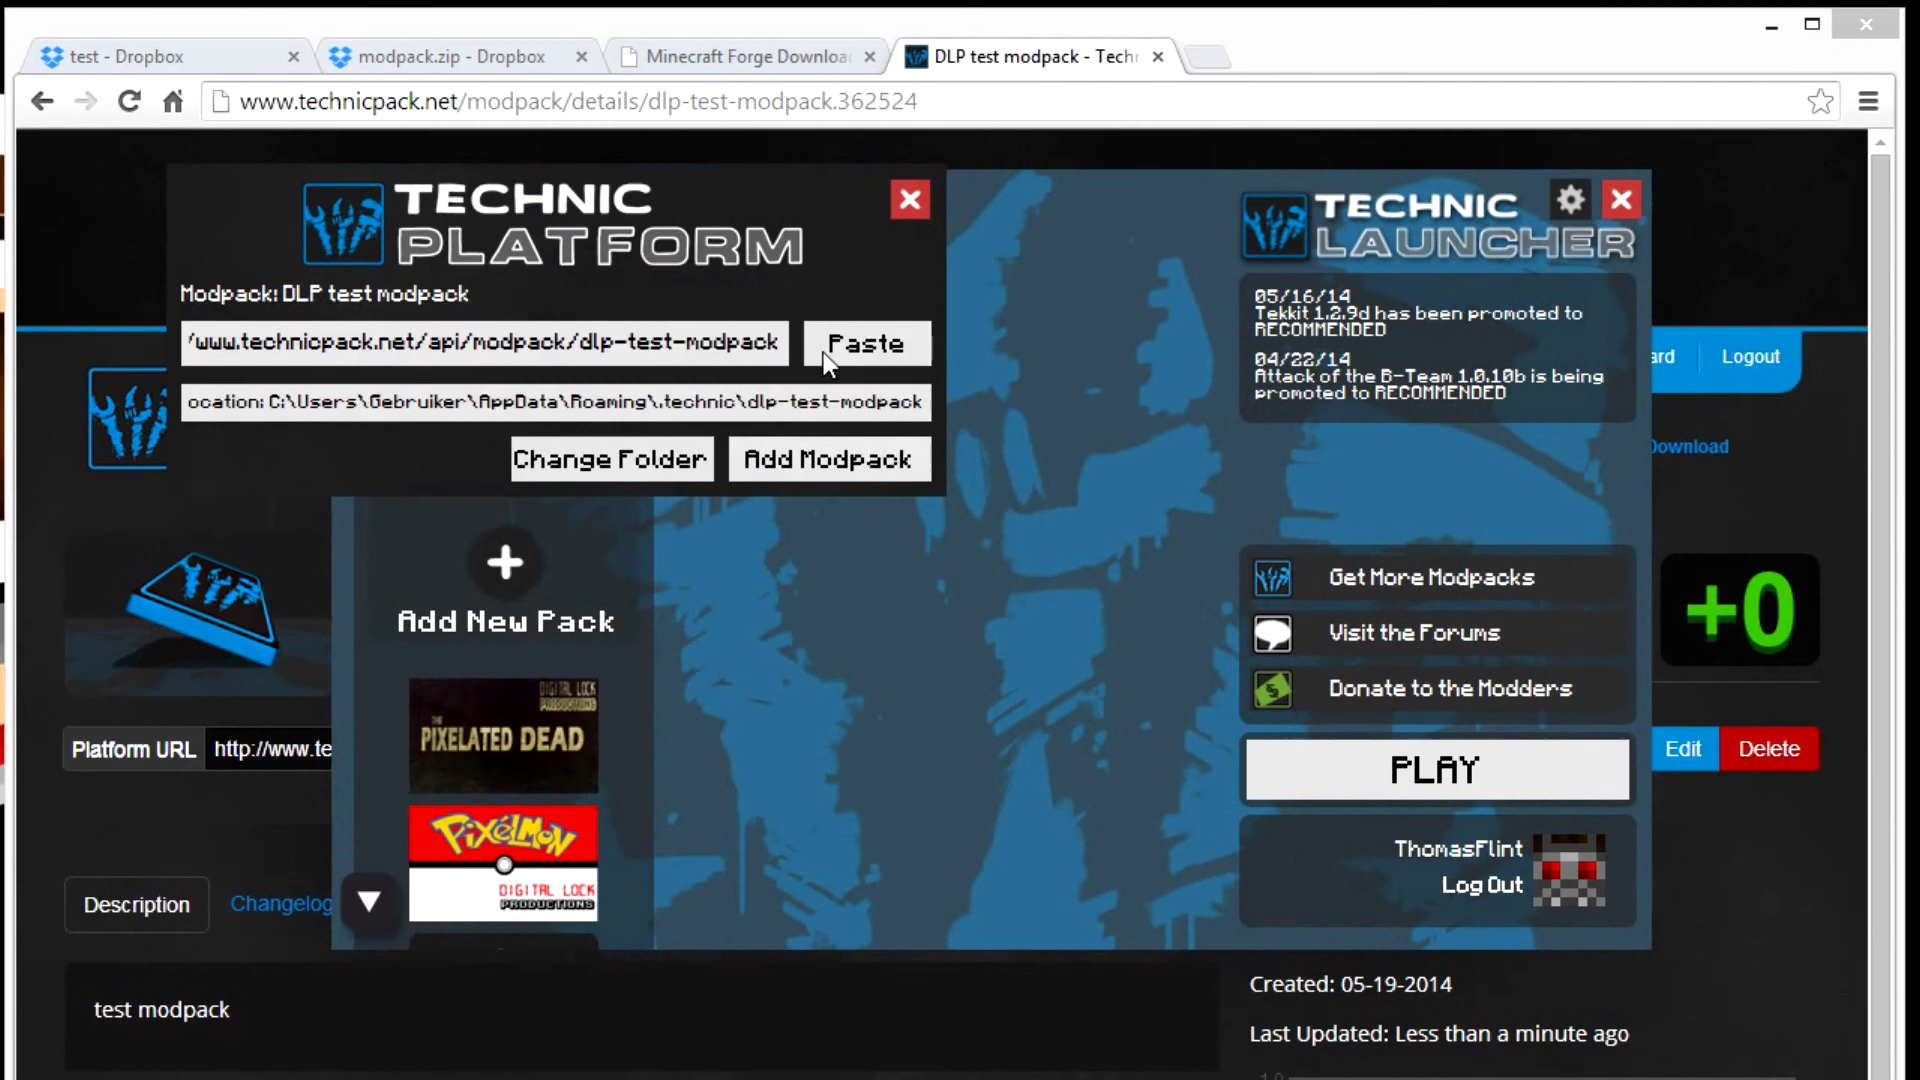 test - Dropbox
modpack.zip - Dropbox
Minecraft Forge Downloa
DLP test modpack - Techn
www.technicpack.net/modpack/details/dlp-test-modpack.362524
TECHNIC
PLATFORM
Modpack: DLP test modpack
/www.technicpack.net/api/modpack/dlp-test-modpack
Paste
ocation: C:\Users\Gebruiker\AppData\Roaming\.technic\dlp-test-modpack
Change Folder
Add Modpack
TECHNIC
LAUNCHER
05/16/14
Tekkit 1.2.9d has been promoted to
RECOMMENDED
04/22/14
Attack of the B-Team 1.0.10b is being
promoted to RECOMMENDED
ard
Logout
Download
Add New Pack
DIGITAL LOCK
PRODUCTIONS
THE
PIXELATED DEAD
PIXELMON
DIGITAL LOCK
PRODUCTIONS
Get More Modpacks
Visit the Forums
Donate to the Modders
+0
PLAY
Platform URL
http://www.te
Edit
Delete
ThomasFlint
Log Out
Description
Changelog
test modpack
Created: 05-19-2014
Last Updated: Less than a minute ago